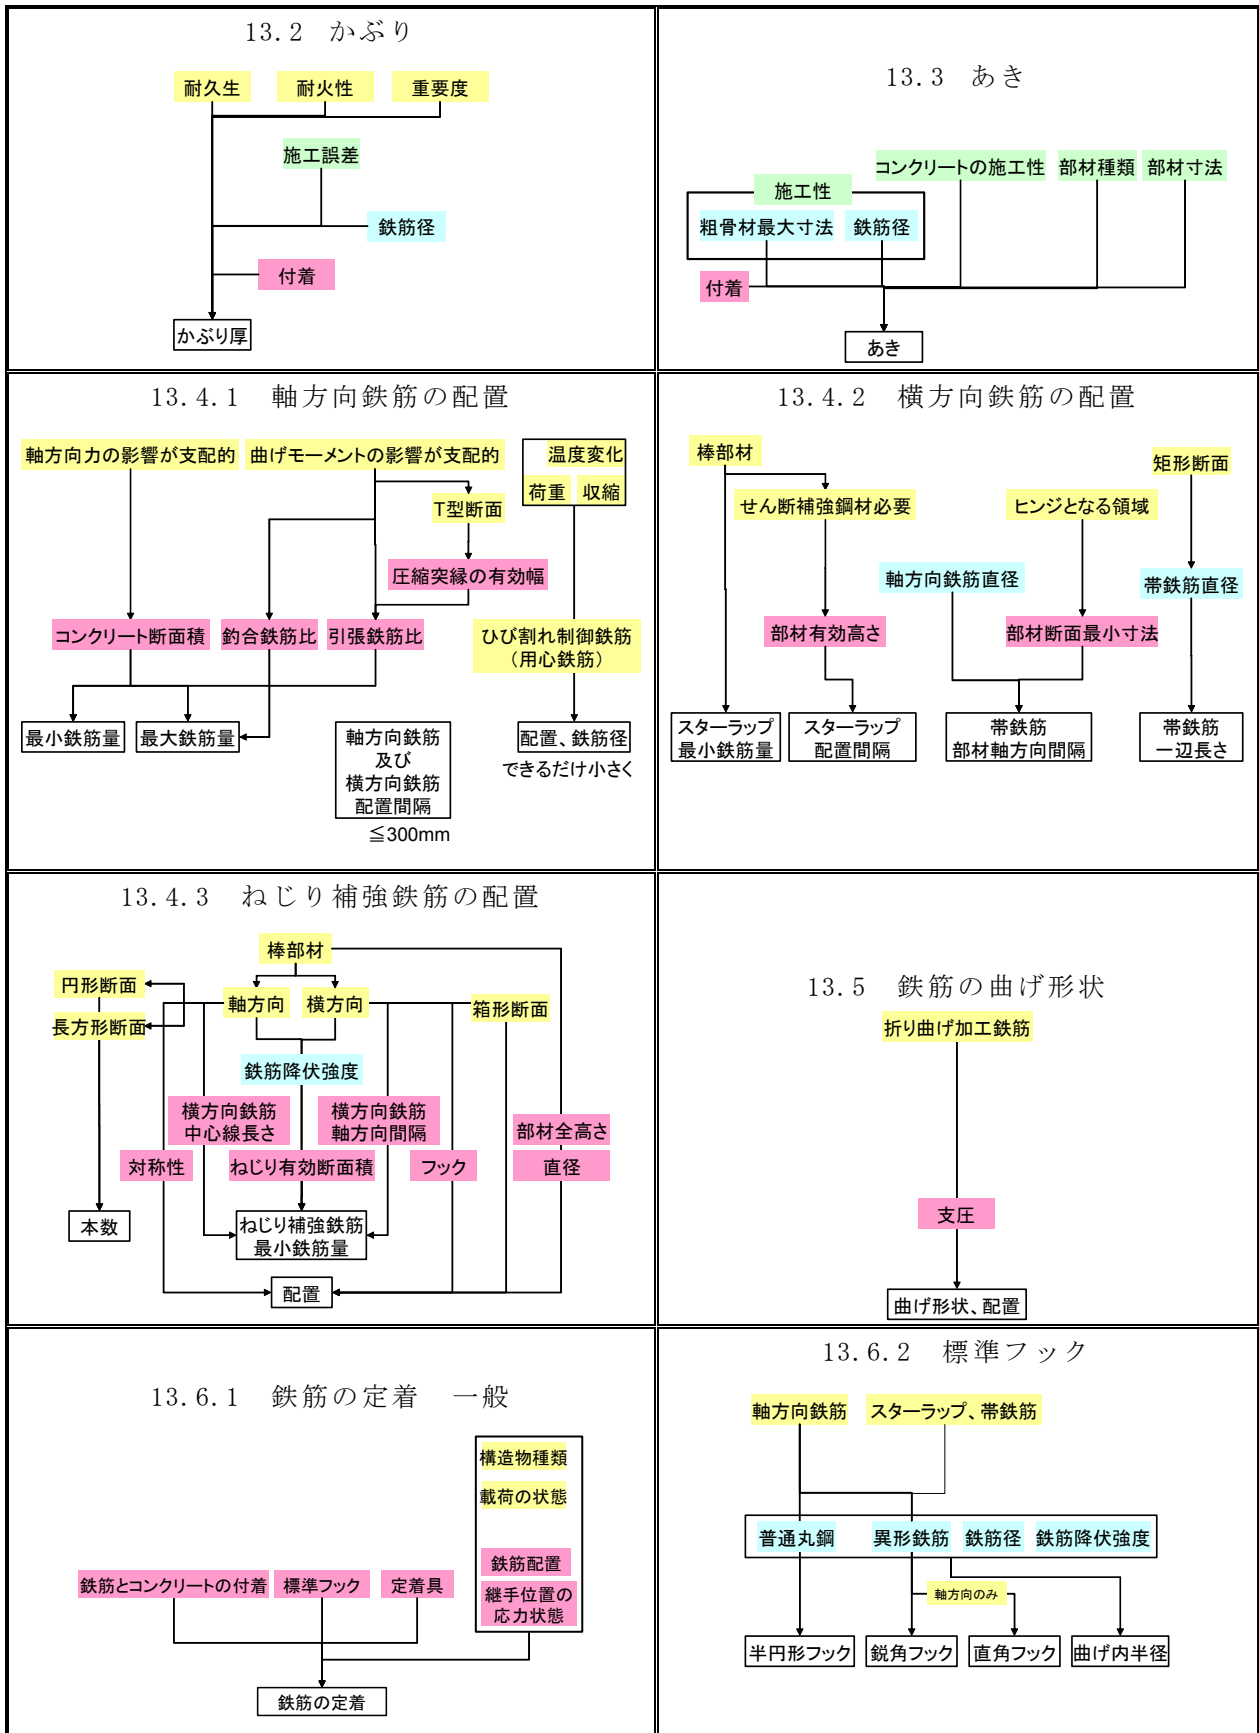 13.2 かぶり
耐久生 耐火性 重要度
施工誤差
鉄筋径
付着
かぶり厚
13.3 あき
コンクリートの施工性 部材種類 部材寸法
施工性
粗骨材最大寸法 鉄筋径
付着
あき
13.4.1 軸方向鉄筋の配置
軸方向力の影響が支配的 曲げモーメントの影響が支配的 温度変化
荷重 収縮
T型断面
圧縮突縁の有効幅
コンクリート断面積 釣合鉄筋比 引張鉄筋比 ひび割れ制御鉄筋
（用心鉄筋）
最小鉄筋量 最大鉄筋量
軸方向鉄筋
及び
横方向鉄筋
配置間隔
≦300mm
配置、鉄筋径
できるだけ小さく
13.4.2 横方向鉄筋の配置
棒部材
矩形断面
せん断補強鋼材必要 ヒンジとなる領域
軸方向鉄筋直径 帯鉄筋直径
部材有効高さ 部材断面最小寸法
スターラップ
最小鉄筋量
スターラップ
配置間隔
帯鉄筋
部材軸方向間隔
帯鉄筋
一辺長さ
13.4.3 ねじり補強鉄筋の配置
棒部材
円形断面
軸方向 横方向 箱形断面
長方形断面
鉄筋降伏強度
横方向鉄筋
中心線長さ
横方向鉄筋
軸方向間隔
部材全高さ
対称性 ねじり有効断面積 フック 直径
本数
ねじり補強鉄筋
最小鉄筋量
配置
13.5 鉄筋の曲げ形状
折り曲げ加工鉄筋
支圧
曲げ形状、配置
13.6.1 鉄筋の定着 一般
構造物種類
載荷の状態
鉄筋配置
継手位置の
応力状態
鉄筋とコンクリートの付着 標準フック 定着具
鉄筋の定着
13.6.2 標準フック
軸方向鉄筋 スターラップ、帯鉄筋
普通丸鋼 異形鉄筋 鉄筋径 鉄筋降伏強度
軸方向のみ
半円形フック 鋭角フック 直角フック 曲げ内半径